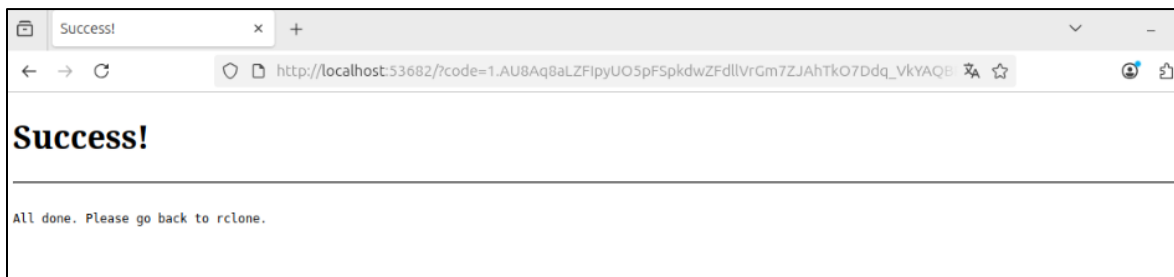 Success!
http://localhost:53682/?code=1.AU8Aq8aLZFIpyUO5pFSpkdwZFdllVrGm7ZJAhTkO7Ddq_VkYAQB
Success!
All done. Please go back to rclone.